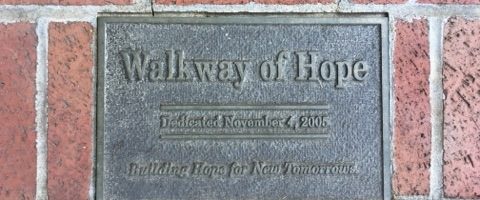 Walkway of Hope
Dedicated November 4, 2005
Building Hope for New Tomorrows